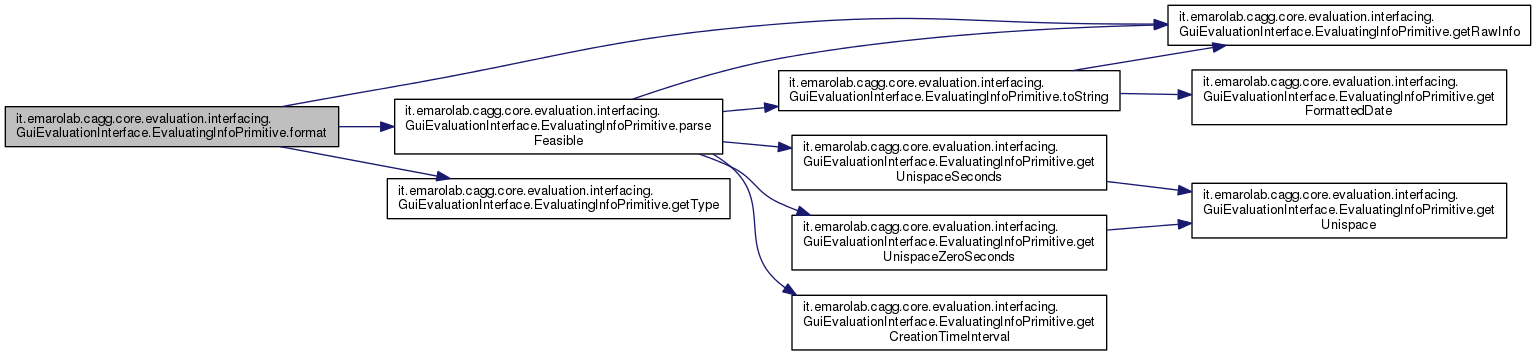 it.emarolab.cagg.core.evaluation.interfacing.
GuiEvaluationInterface.EvaluatingInfoPrimitive.format
it.emarolab.cagg.core.evaluation.interfacing.
GuiEvaluationInterface.EvaluatingInfoPrimitive.parse
Feasible
it.emarolab.cagg.core.evaluation.interfacing.
GuiEvaluationInterface.EvaluatingInfoPrimitive.getType
it.emarolab.cagg.core.evaluation.interfacing.
GuiEvaluationInterface.EvaluatingInfoPrimitive.toString
it.emarolab.cagg.core.evaluation.interfacing.
GuiEvaluationInterface.EvaluatingInfoPrimitive.get
UnispaceSeconds
it.emarolab.cagg.core.evaluation.interfacing.
GuiEvaluationInterface.EvaluatingInfoPrimitive.get
UnispaceZeroSeconds
it.emarolab.cagg.core.evaluation.interfacing.
GuiEvaluationInterface.EvaluatingInfoPrimitive.get
CreationTimeInterval
it.emarolab.cagg.core.evaluation.interfacing.
GuiEvaluationInterface.EvaluatingInfoPrimitive.getRawInfo
it.emarolab.cagg.core.evaluation.interfacing.
GuiEvaluationInterface.EvaluatingInfoPrimitive.get
FormattedDate
it.emarolab.cagg.core.evaluation.interfacing.
GuiEvaluationInterface.EvaluatingInfoPrimitive.get
Unispace